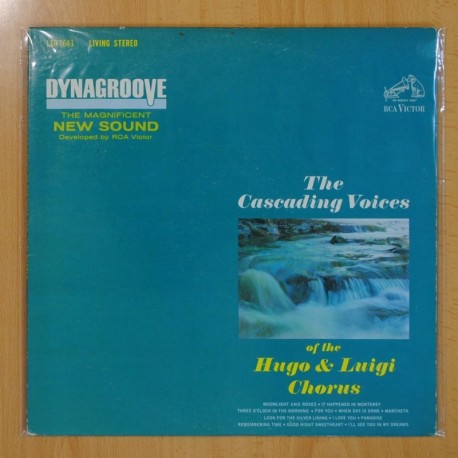 LSP-2641 LIVING STEREO
DYNAGROOVE
THE MAGNIFICENT
NEW SOUND
Developed by RCA Victor
RCA VICTOR
The
Cascading Voices
of the
Hugo & Luigi
Chorus
MOONLIGHT AND ROSES • IT HAPPENED IN MONTEREY
THREE O'CLOCK IN THE MORNING • FOR YOU • WHEN DAY IS DONE • MARCHETA
LOOK FOR THE SILVER LINING • I LOVE YOU • PARADISE
REMEMBERING TIME • GOOD NIGHT SWEETHEART • I'LL SEE YOU IN MY DREAMS